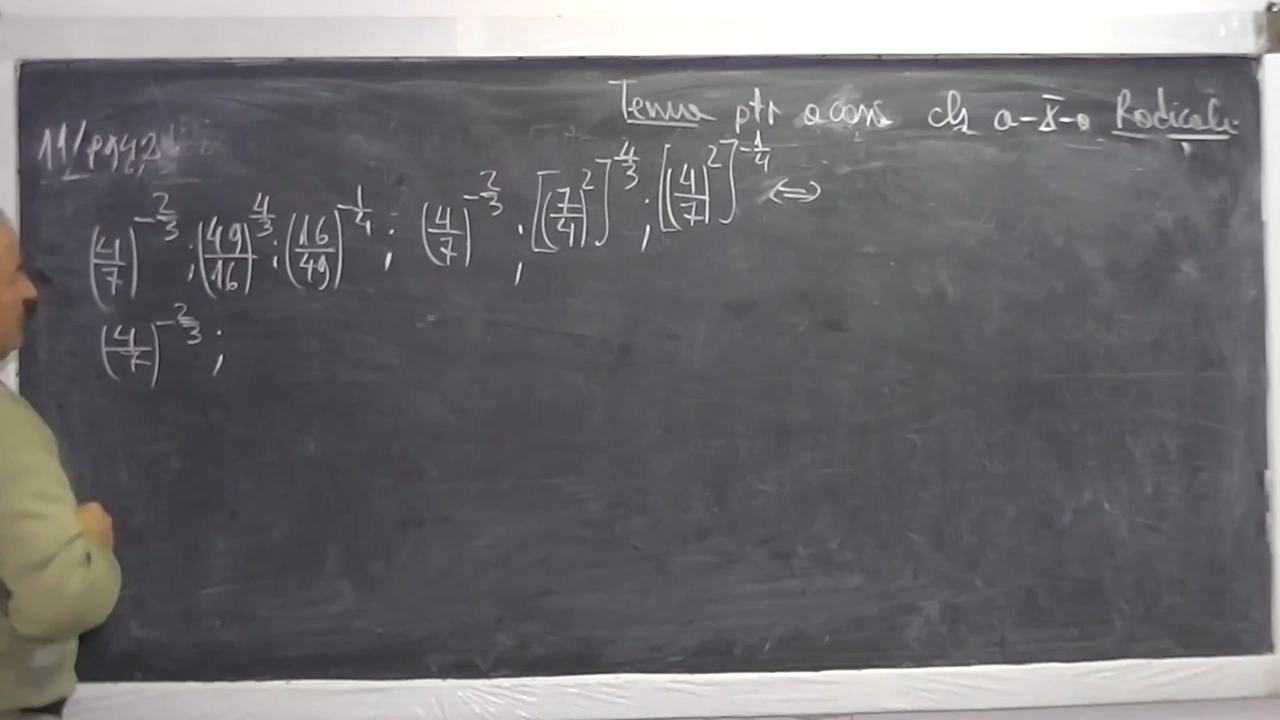 Tema ptr acasă cls a-X-a Radicali
11/pag,2
(4/7)^{-2/3} ; (49/16)^{4/3} ; (16/49)^{-1/4} ; (4/7)^{-2/3} ; [(7/4)^2]^{4/3} ; [(4/7)^2]^{-1/4} ⇔
(4/7)^{-2/3} ;